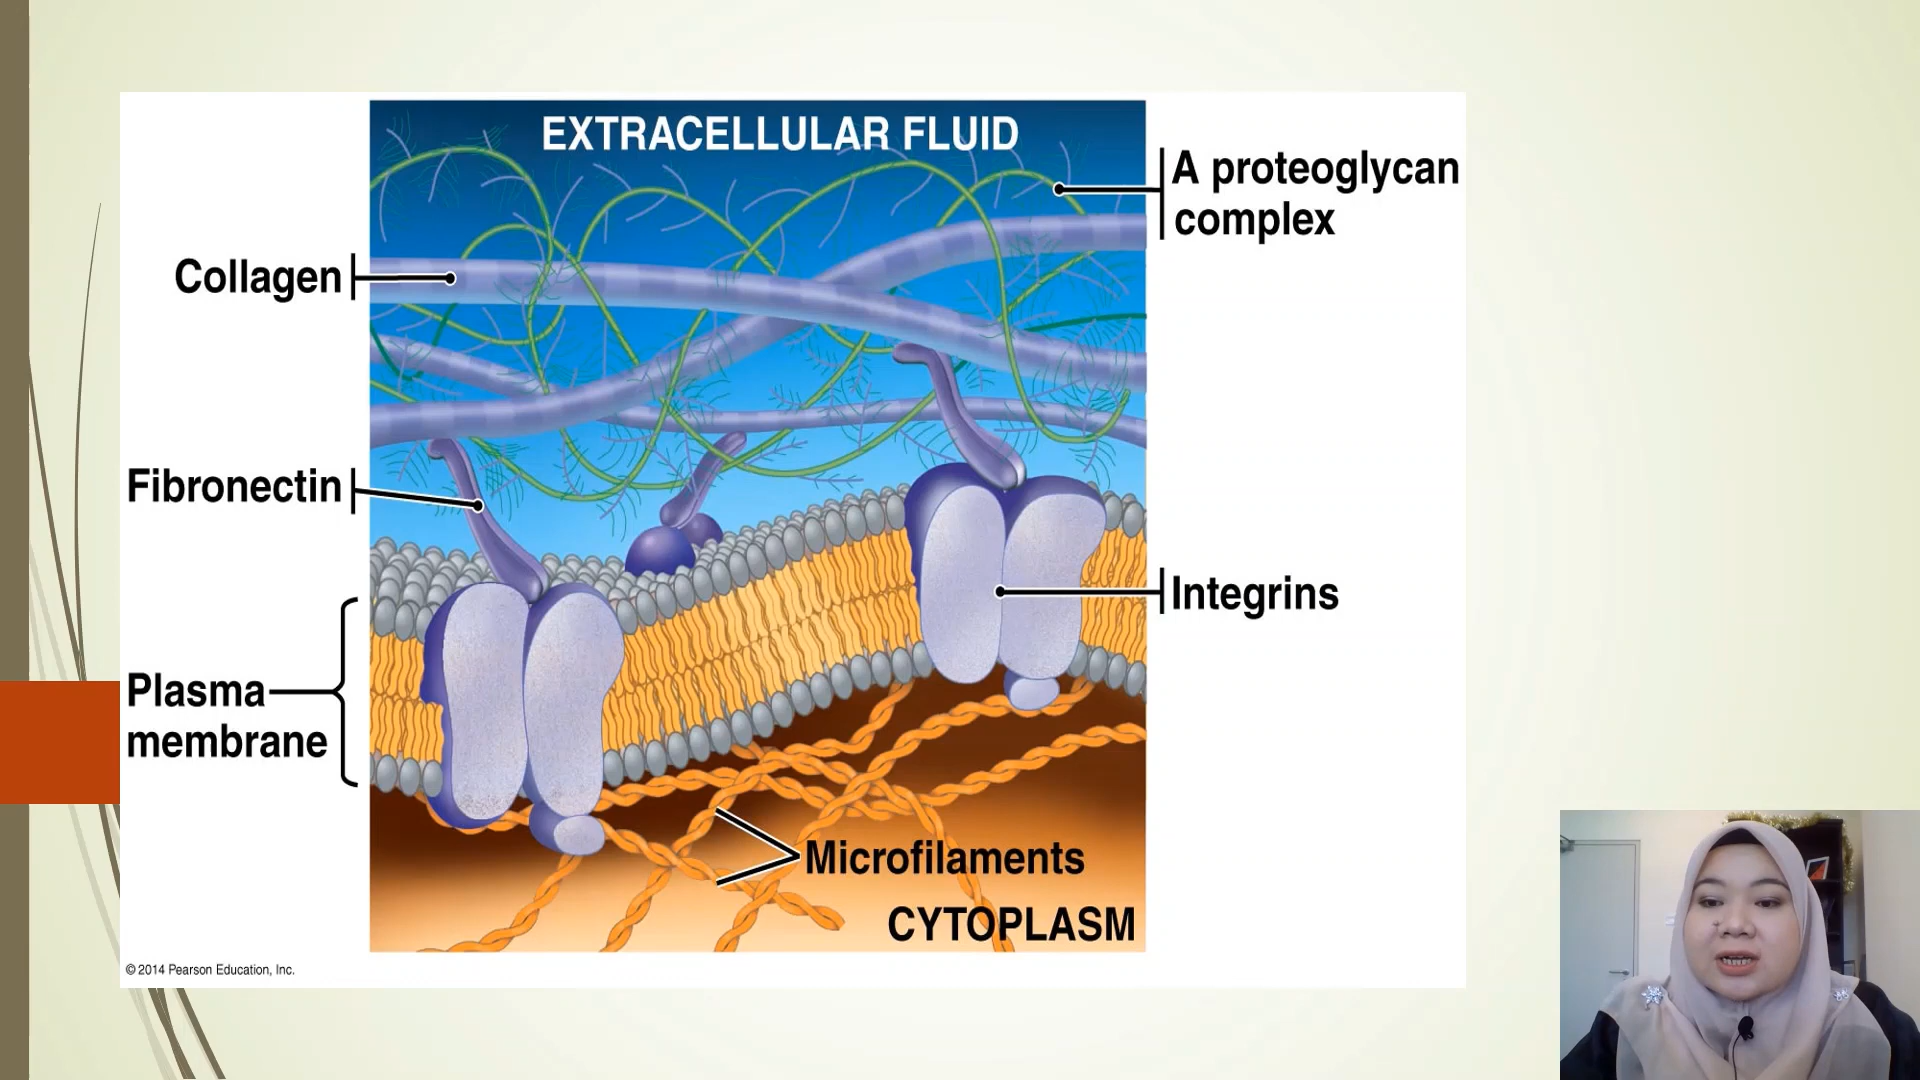 EXTRACELLULAR FLUID
A proteoglycan
complex
Collagen
Fibronectin
Integrins
Plasma
membrane
Microfilaments
CYTOPLASM
© 2014 Pearson Education, Inc.